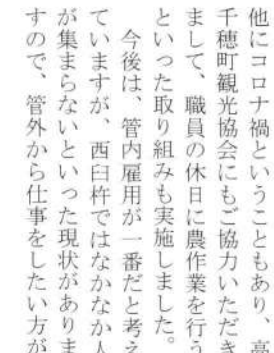 他にコロナ禍ということもあり、高
千穂町観光協会にもご協力いただき
まして、職員の休日に農作業を行う
といった取り組みも実施しました。
　今後は、管内雇用が一番だと考え
ていますが、西臼杵ではなかなか人
が集まらないといった現状がありま
すので、管外から仕事をしたい方が